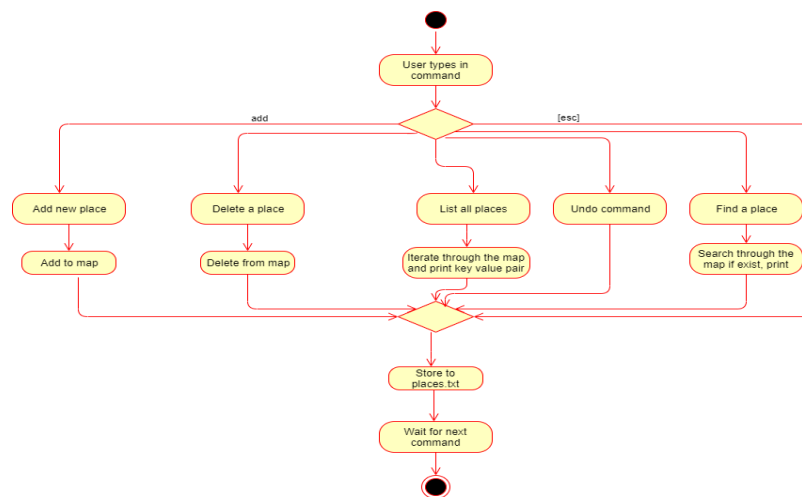 User types in
command
add
[esc]
Add new place
Delete a place
List all places
Undo command
Find a place
Add to map
Delete from map
Iterate through the map
and print key value pair
Search through the
map if exist, print
Store to
places.txt
Wait for next
command